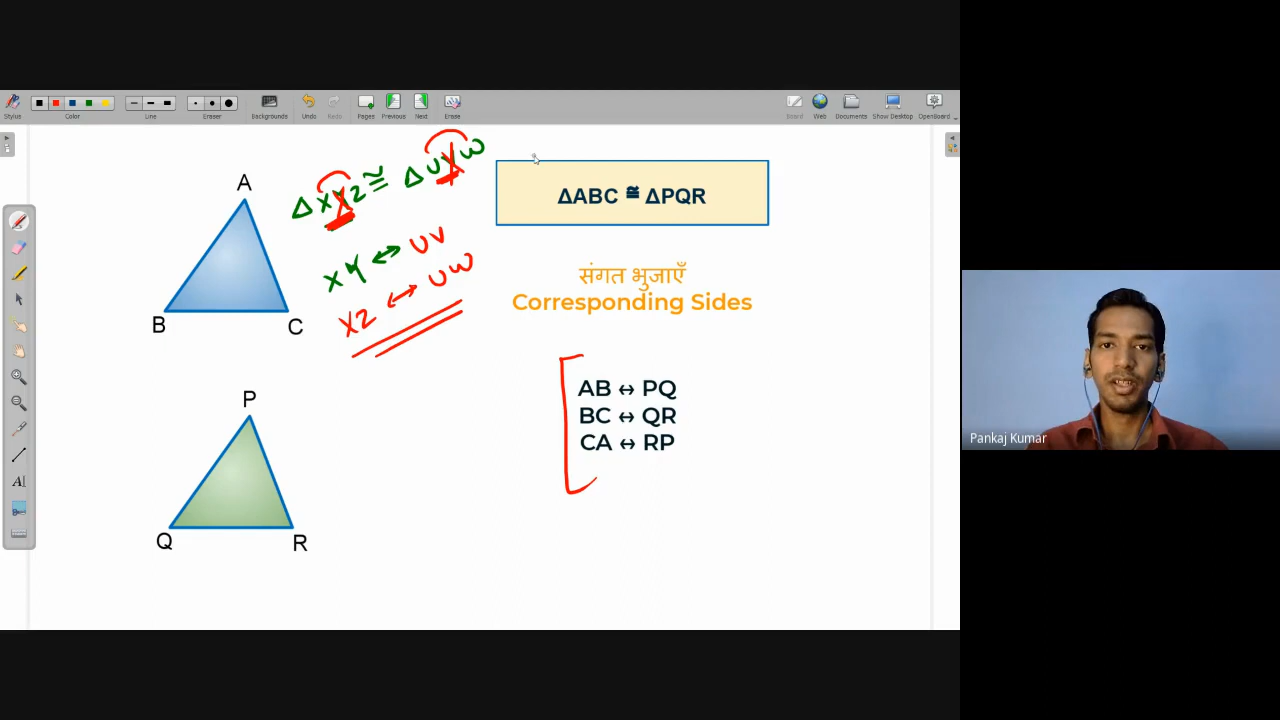 Stylus
Color
Line
Eraser
Backgrounds
Undo
Redo
Pages
Previous
Next
Erase
Board
Web
Documents
Show Desktop
OpenBoard
ΔXYZ ≅ ΔUVW
XY ↔ UV
XZ ↔ UW
A
B
C
P
Q
R
ΔABC ≅ ΔPQR
संगत भुजाएँ
Corresponding Sides
AB ↔ PQ
BC ↔ QR
CA ↔ RP
Pankaj Kumar